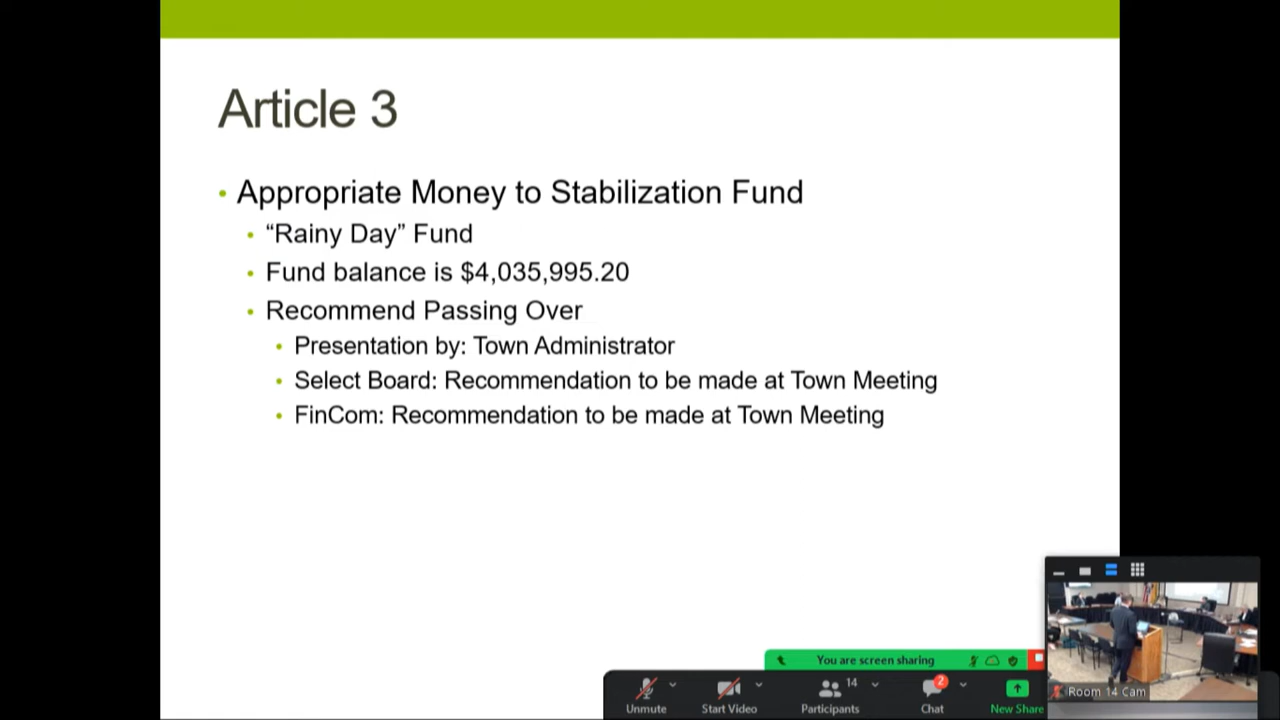 Article 3
Appropriate Money to Stabilization Fund
“Rainy Day” Fund
Fund balance is $4,035,995.20
Recommend Passing Over
Presentation by: Town Administrator
Select Board: Recommendation to be made at Town Meeting
FinCom: Recommendation to be made at Town Meeting
You are screen sharing
14
2
Unmute
Start Video
Participants
Chat
New Share
Room 14 Cam